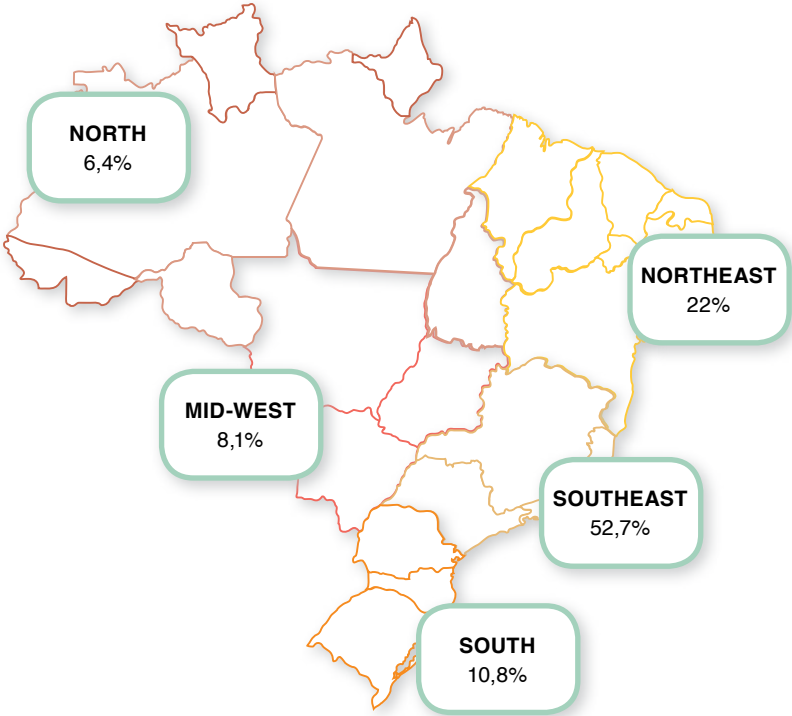 NORTH
6,4%
NORTHEAST
22%
MID-WEST
8,1%
SOUTHEAST
52,7%
SOUTH
10,8%